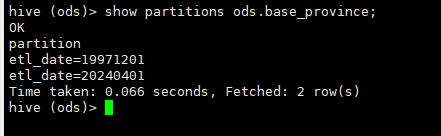 hive (ods)> show partitions ods.base_province;
OK
partition
etl_date=19971201
etl_date=20240401
Time taken: 0.066 seconds, Fetched: 2 row(s)
hive (ods)>